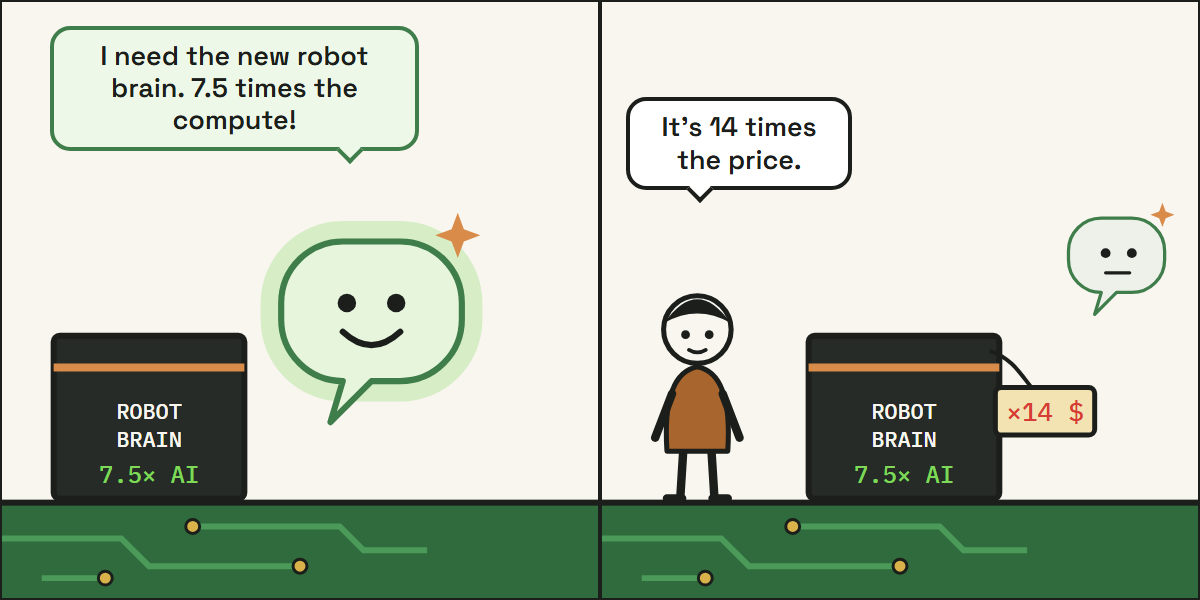 I need the new robot
brain. 7.5 times the
compute!
ROBOT
BRAIN
7.5× AI
It's 14 times
the price.
ROBOT
BRAIN
7.5× AI
×14 $